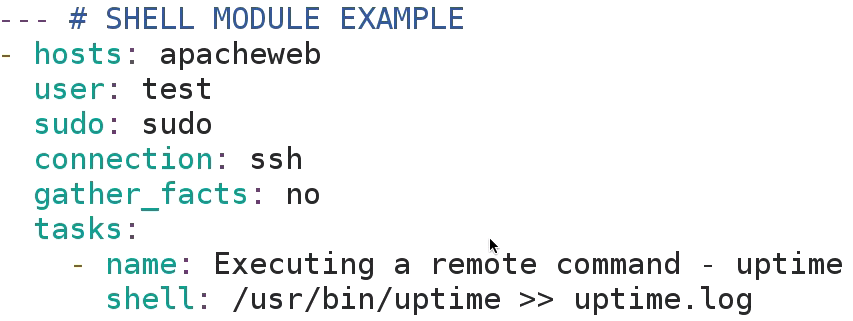 --- # SHELL MODULE EXAMPLE
- hosts: apacheweb
  user: test
  sudo: sudo
  connection: ssh
  gather_facts: no
  tasks:
    - name: Executing a remote command - uptime
      shell: /usr/bin/uptime >> uptime.log